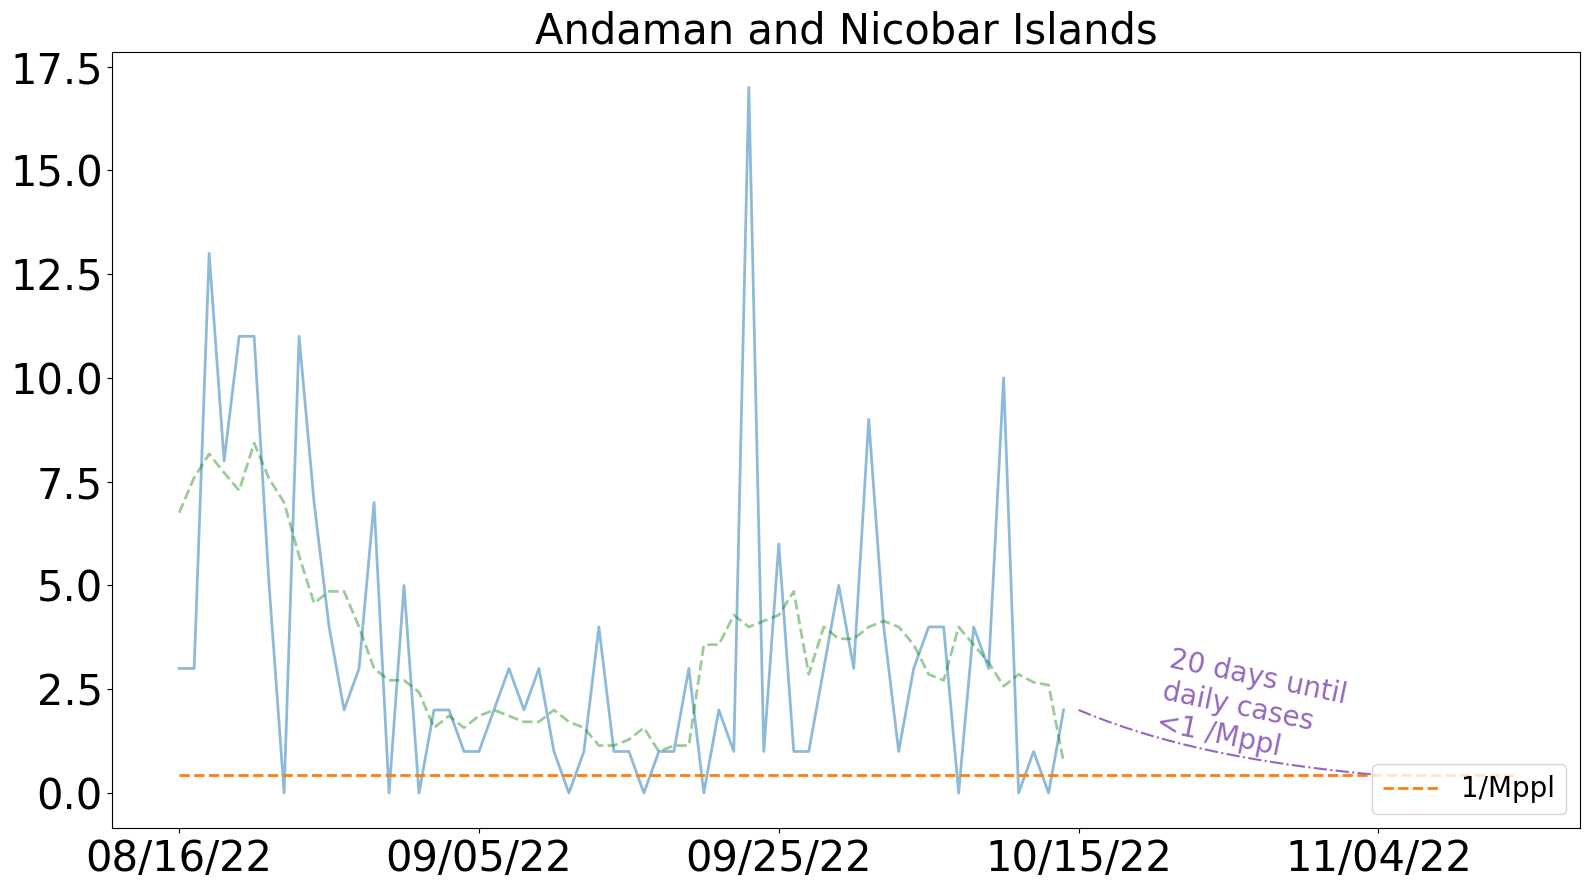 Andaman and Nicobar Islands
17.5
15.0
12.5
10.0
7.5
5.0
2.5
0.0
20 days until
daily cases
<1 /Mppl
1/Mppl
08/16/22 09/05/22 09/25/22 10/15/22 11/04/22